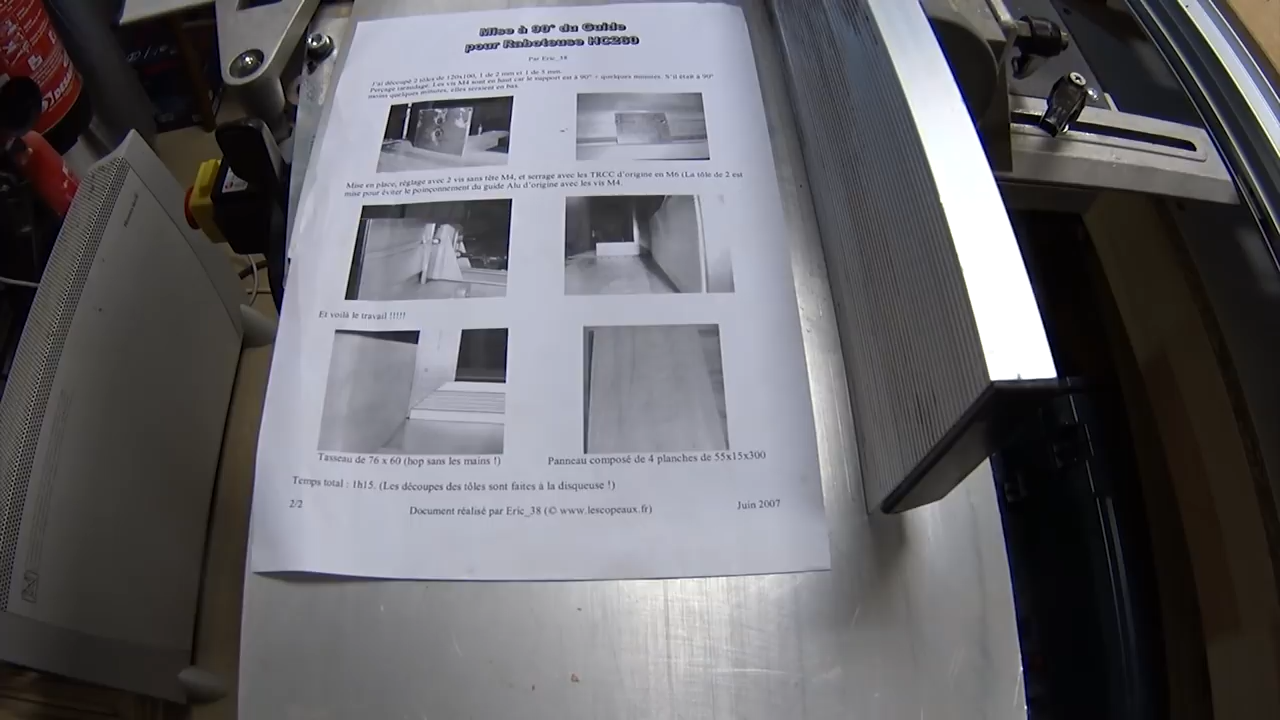 Mise à 90° du Guide
pour Raboteuse HC260
Par Eric_38
J'ai découpé 2 tôles de 120x100, 1 de 2 mm et 1 de 5 mm.
Perçage taraudage. Les vis M4 sont en haut car le support est à 90° + quelques minutes. S'il était à 90°
moins quelques minutes, elles seraient en bas.
Mise en place, réglage avec 2 vis sans tête M4, et serrage avec les TRCC d'origine en M6 (La tôle de 2 est
mise pour éviter le poinçonnement du guide Alu d'origine avec les vis M4.
Et voilà le travail !!!!!
Tasseau de 76 x 60 (hop sans les mains !)
Panneau composé de 4 planches de 55x15x300
Temps total : 1h15. (Les découpes des tôles sont faites à la disqueuse !)
2/2
Document réalisé par Eric_38 (© www.lescopeaux.fr)
Juin 2007